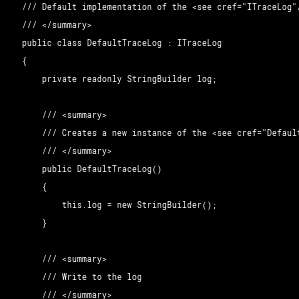 /// Default implementation of the <see cref="ITraceLog".
/// </summary>
public class DefaultTraceLog : ITraceLog
{
private readonly StringBuilder log;
/// <summary>
/// Creates a new instance of the <see cref="Default
/// </summary>
public DefaultTraceLog()
{
this.log = new StringBuilder();
}
/// <summary>
/// Write to the log
/// </summary>